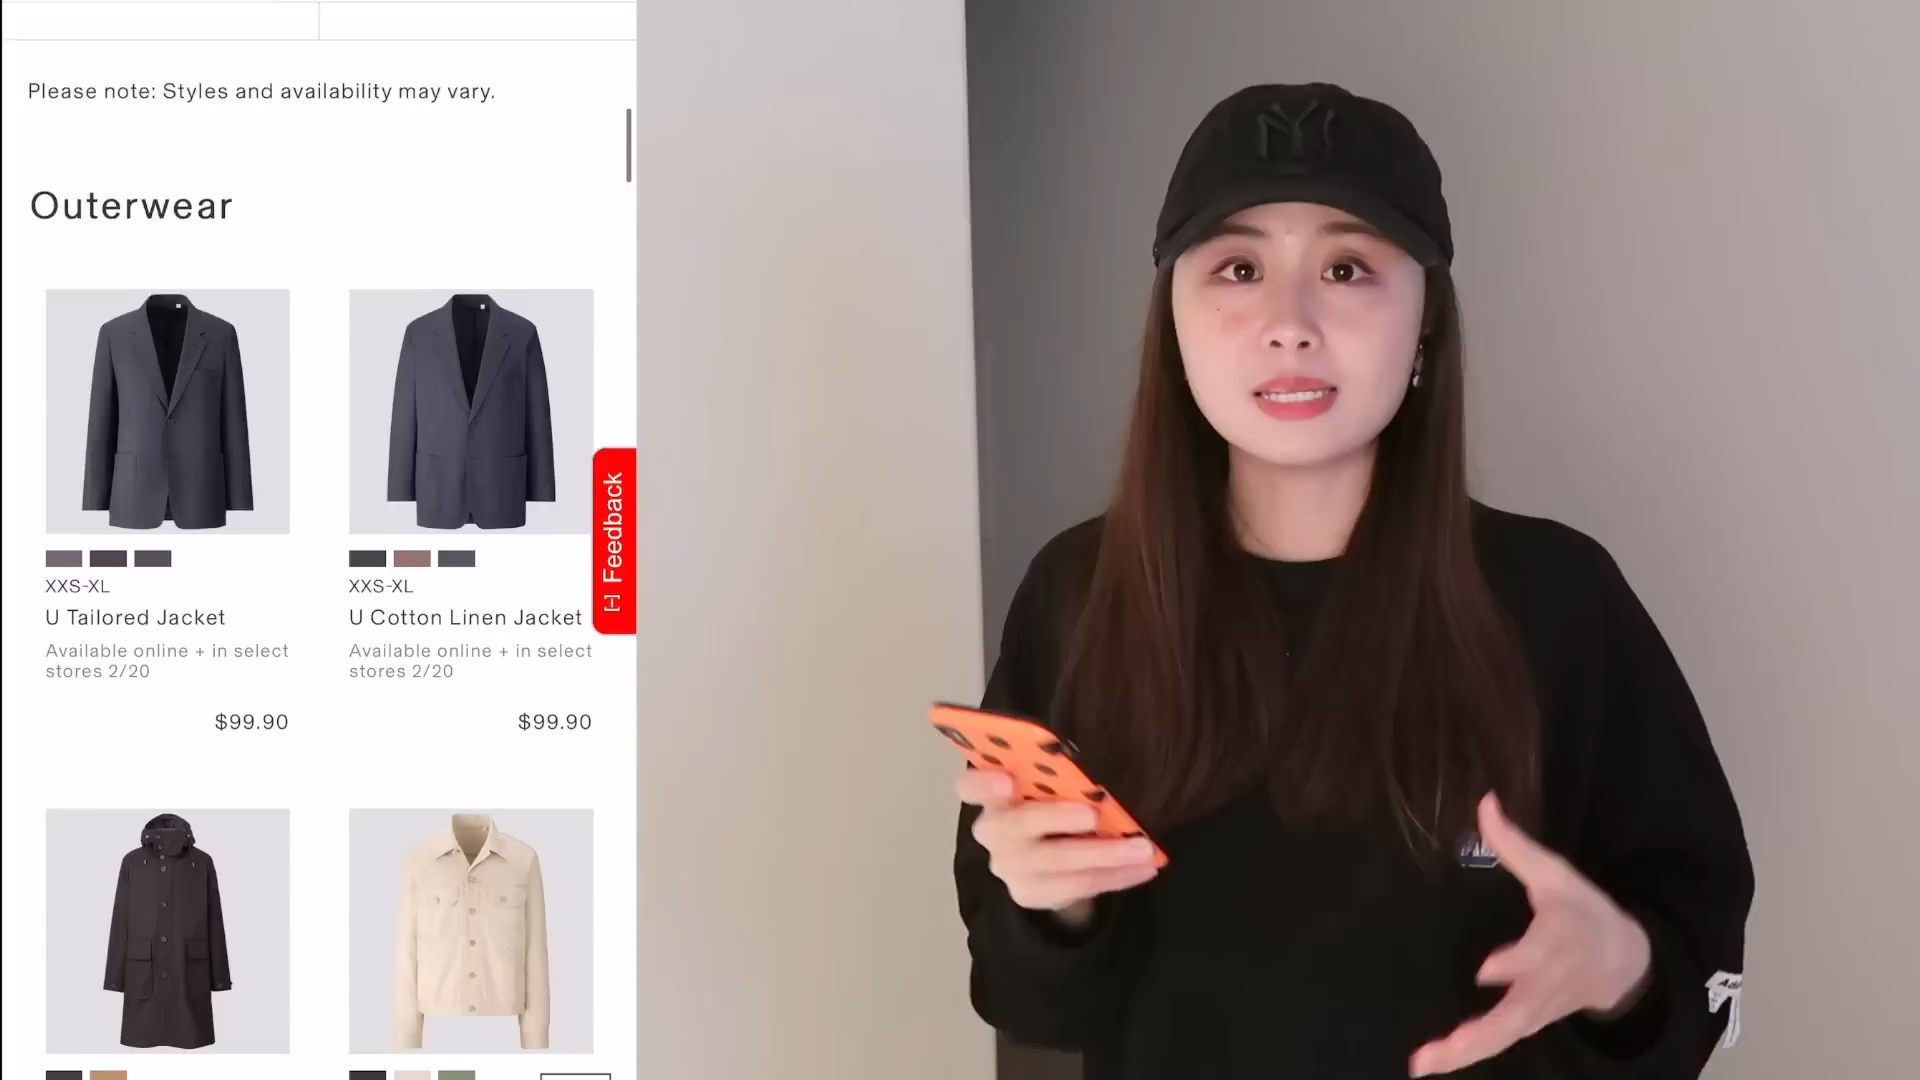 Please note: Styles and availability may vary.
Outerwear
XXS-XL
U Tailored Jacket
Available online + in select
stores 2/20
$99.90
XXS-XL
U Cotton Linen Jacket
Available online + in select
stores 2/20
$99.90
[-] Feedback
NY